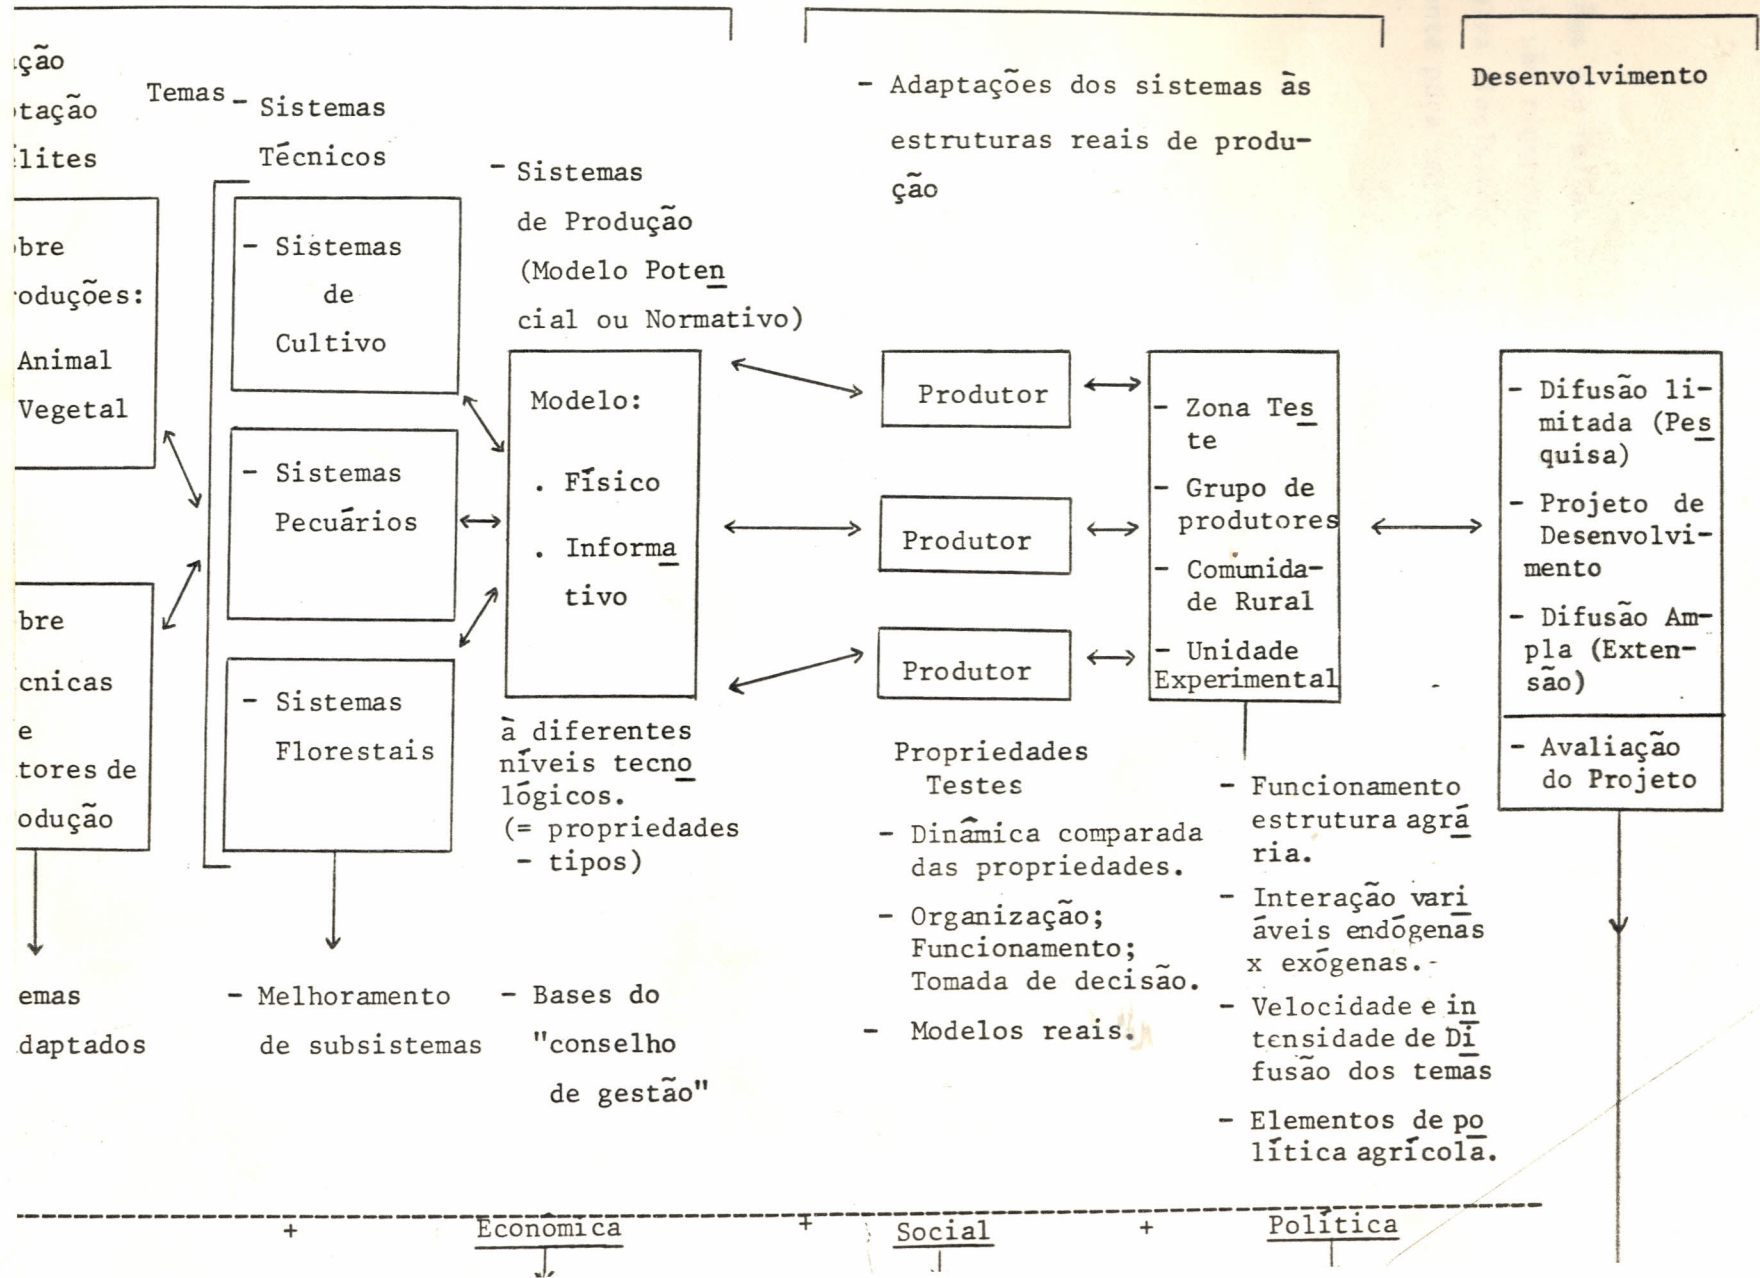 ção
tação
lites
bre
roduções:
Animal
Vegetal
bre
cnicas
e
tores de
odução
emas
daptados
Temas
- Sistemas
Técnicos
- Sistemas
de
Cultivo
- Sistemas
Pecuários
- Sistemas
Florestais
- Melhoramento
de subsistemas
- Sistemas
de Produção
(Modelo Poten
cial ou Normativo)
Modelo:
. Físico
. Informa
tivo
à diferentes
níveis tecno
lógicos.
(= propriedades
- tipos)
- Bases do
"conselho
de gestão"
- Adaptações dos sistemas às
estruturas reais de produ-
ção
Produtor
Produtor
Produtor
Propriedades
Testes
- Dinâmica comparada
das propriedades.
- Organização;
Funcionamento;
Tomada de decisão.
- Modelos reais.
- Zona Tes
te
- Grupo de
produtores
- Comunida-
de Rural
- Unidade
Experimental
- Funcionamento
estrutura agrá
ria.
- Interação vari
áveis endógenas
x exógenas.-
- Velocidade e in
tensidade de Di
fusão dos temas
- Elementos de po
lítica agrícola.
Desenvolvimento
- Difusão li-
mitada (Pes
quisa)
- Projeto de
Desenvolvi-
mento
- Difusão Am-
pla (Exten-
são)
- Avaliação
do Projeto
+ Econômica + Social + Política